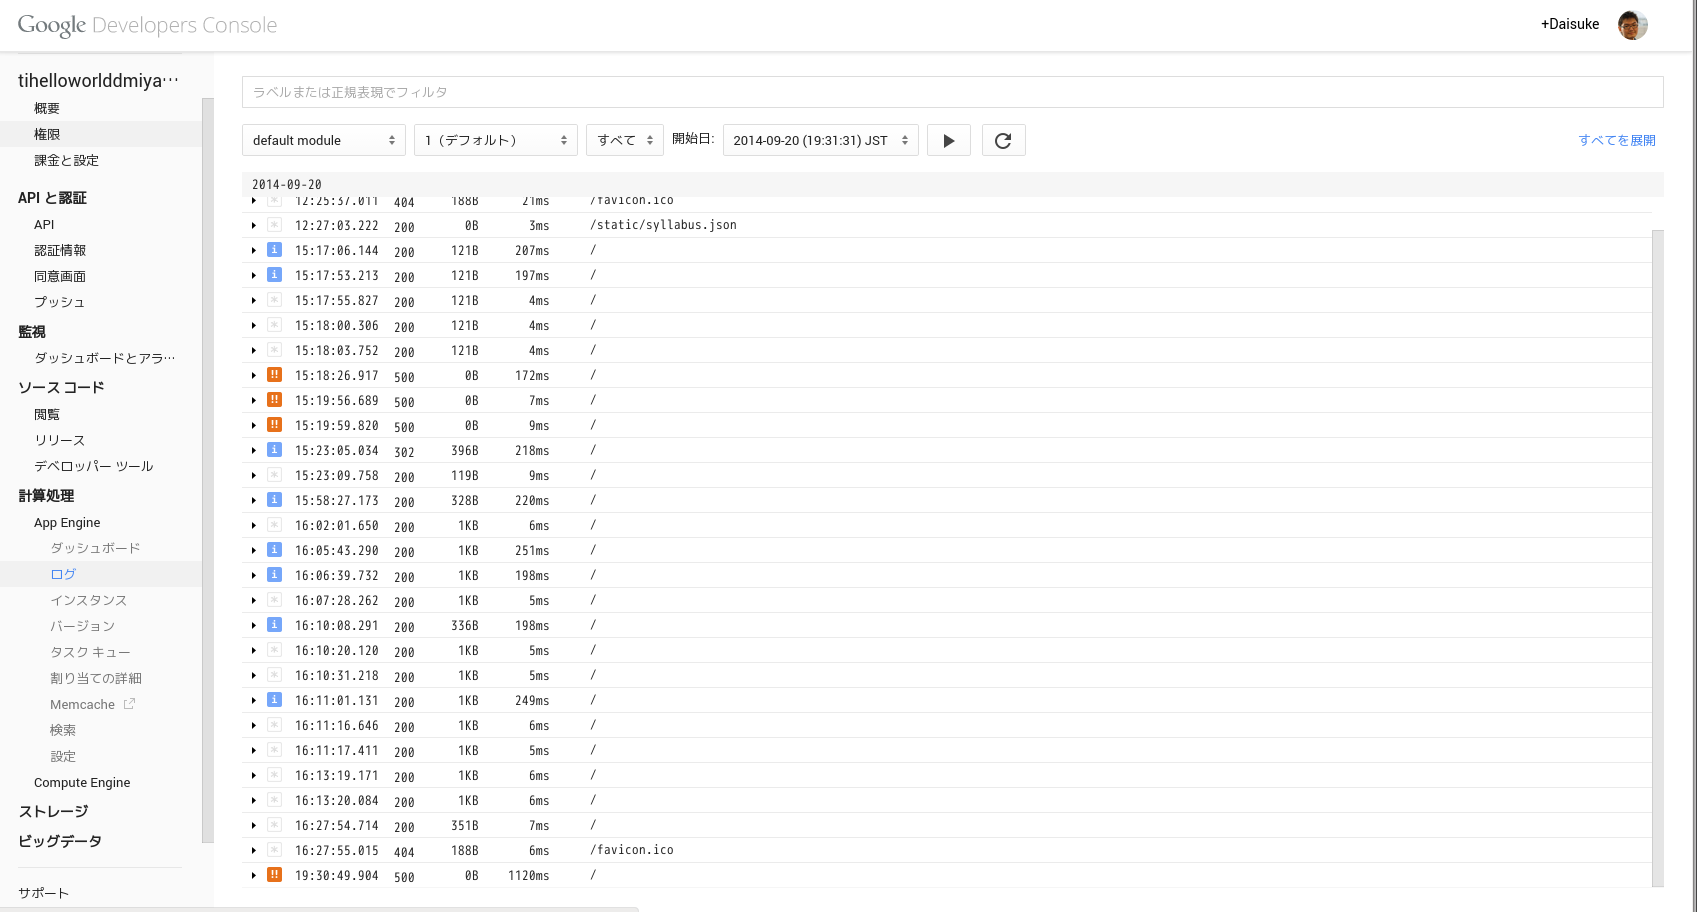 Google Developers Console
+Daisuke
tihelloworlddmiya…
概要
権限
課金と設定
API と認証
API
認証情報
同意画面
プッシュ
監視
ダッシュボードとアラ…
ソース コード
閲覧
リリース
デベロッパー ツール
計算処理
App Engine
ダッシュボード
ログ
インスタンス
バージョン
タスク キュー
割り当ての詳細
Memcache
検索
設定
Compute Engine
ストレージ
ビッグデータ
サポート
ラベルまたは正規表現でフィルタ
default module 1（デフォルト） すべて 開始日: 2014-09-20 (19:31:31) JST すべてを展開
2014-09-20
12:25:37.011 404 188B 21ms /favicon.ico
12:27:03.222 200 0B 3ms /static/syllabus.json
i 15:17:06.144 200 121B 207ms /
i 15:17:53.213 200 121B 197ms /
* 15:17:55.827 200 121B 4ms /
* 15:18:00.306 200 121B 4ms /
* 15:18:03.752 200 121B 4ms /
!! 15:18:26.917 500 0B 172ms /
!! 15:19:56.689 500 0B 7ms /
!! 15:19:59.820 500 0B 9ms /
i 15:23:05.034 302 396B 218ms /
* 15:23:09.758 200 119B 9ms /
i 15:58:27.173 200 328B 220ms /
* 16:02:01.650 200 1KB 6ms /
i 16:05:43.290 200 1KB 251ms /
i 16:06:39.732 200 1KB 198ms /
* 16:07:28.262 200 1KB 5ms /
i 16:10:08.291 200 336B 198ms /
* 16:10:20.120 200 1KB 5ms /
* 16:10:31.218 200 1KB 5ms /
i 16:11:01.131 200 1KB 249ms /
* 16:11:16.646 200 1KB 6ms /
* 16:11:17.411 200 1KB 5ms /
* 16:13:19.171 200 1KB 6ms /
* 16:13:20.084 200 1KB 6ms /
* 16:27:54.714 200 351B 7ms /
* 16:27:55.015 404 188B 6ms /favicon.ico
!! 19:30:49.904 500 0B 1120ms /